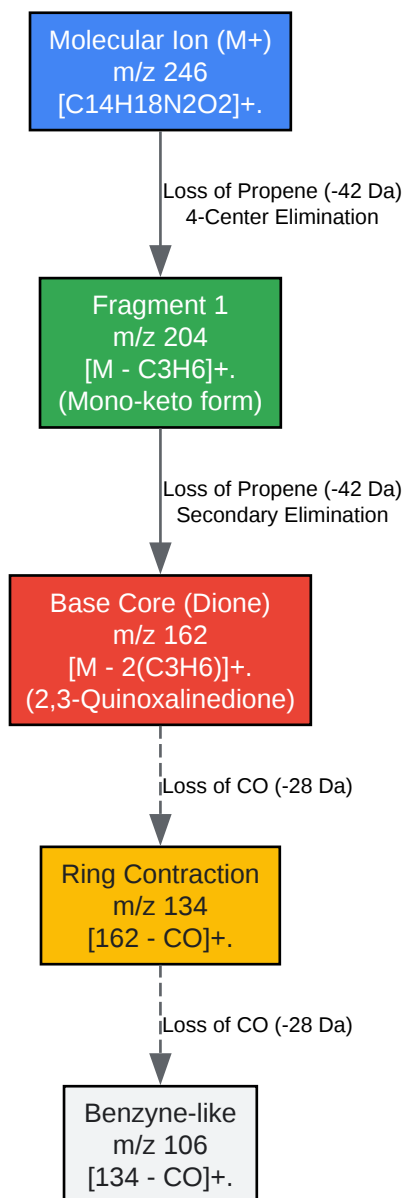 Molecular Ion (M+)
m/z 246
[C14H18N2O2]+.
Loss of Propene (-42 Da)
4-Center Elimination
Fragment 1
m/z 204
[M - C3H6]+.
(Mono-keto form)
Loss of Propene (-42 Da)
Secondary Elimination
Base Core (Dione)
m/z 162
[M - 2(C3H6)]+.
(2,3-Quinoxalinedione)
Loss of CO (-28 Da)
Ring Contraction
m/z 134
[162 - CO]+.
Loss of CO (-28 Da)
Benzyne-like
m/z 106
[134 - CO]+.